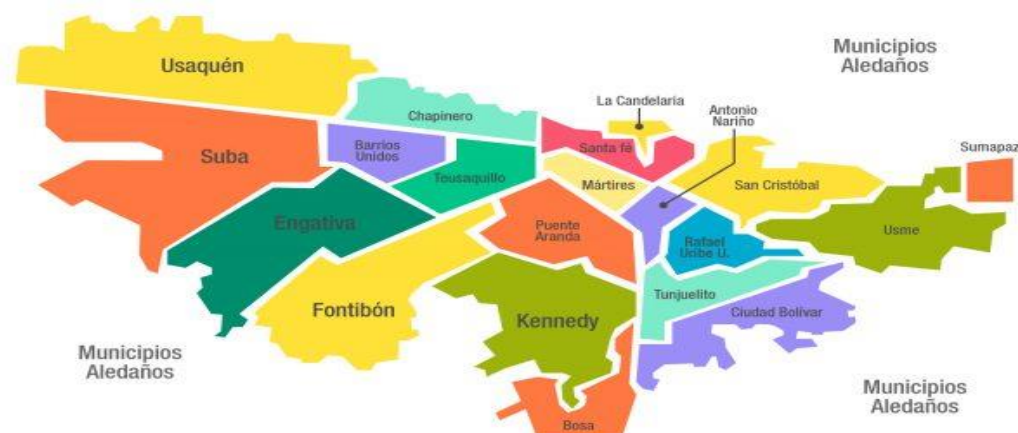 Municipios
Aledaños
Usaquén
La Candelaria
Antonio
Nariño
Chapinero
Santa fé
Sumapaz
Suba
Barrios
Unidos
Teusaquillo
Mártires
San Cristóbal
Engativa
Puente
Aranda
Rafael
Uribe U.
Usme
Fontibón
Kennedy
Tunjuelito
Ciudad Bolívar
Municipios
Aledaños
Municipios
Aledaños
Bosa